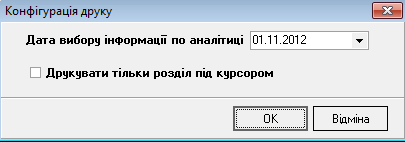 Конфігурація друку
Дата вибору інформації по аналітиці 01.11.2012
Друкувати тільки розділ під курсором
OK Відміна